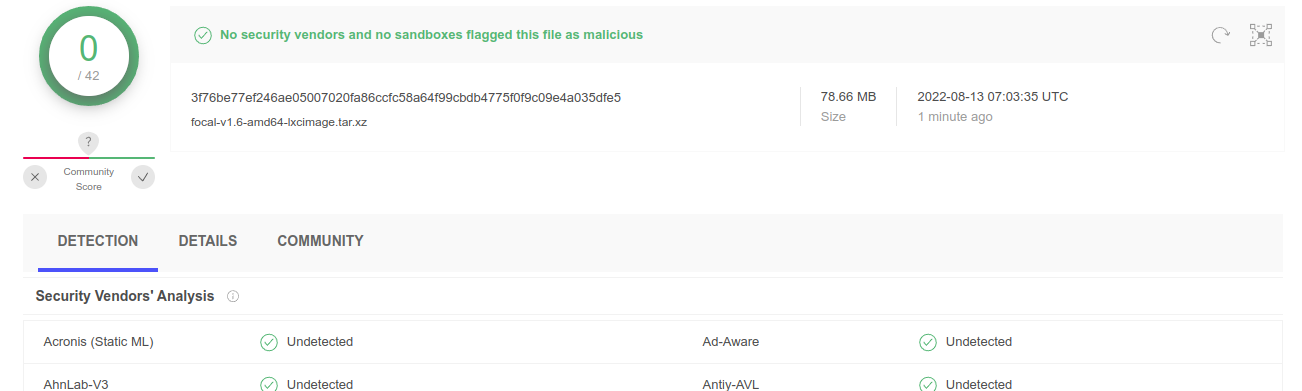 0
/ 42
No security vendors and no sandboxes flagged this file as malicious
3f76be77ef246ae05007020fa86ccfc58a64f99cbdb4775f0f9c09e4a035dfe5
focal-v1.6-amd64-lxcimage.tar.xz
78.66 MB
Size
2022-08-13 07:03:35 UTC
1 minute ago
?
Community
Score
DETECTION DETAILS COMMUNITY
Security Vendors' Analysis
Acronis (Static ML) Undetected Ad-Aware Undetected
AhnLab-V3 Undetected Antiy-AVL Undetected